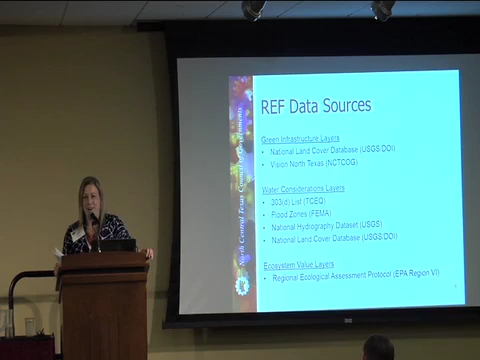 REF Data Sources
Green Infrastructure Layers
• National Land Cover Database (USGS/DOI)
• Vision North Texas (NCTCOG)
Water Considerations Layers
• 303(d) List (TCEQ)
• Flood Zones (FEMA)
• National Hydrography Dataset (USGS)
• National Land Cover Database (USGS/DOI)
Ecosystem Value Layers
• Regional Ecological Assessment Protocol (EPA Region VI)
North Central Texas Council of Governments